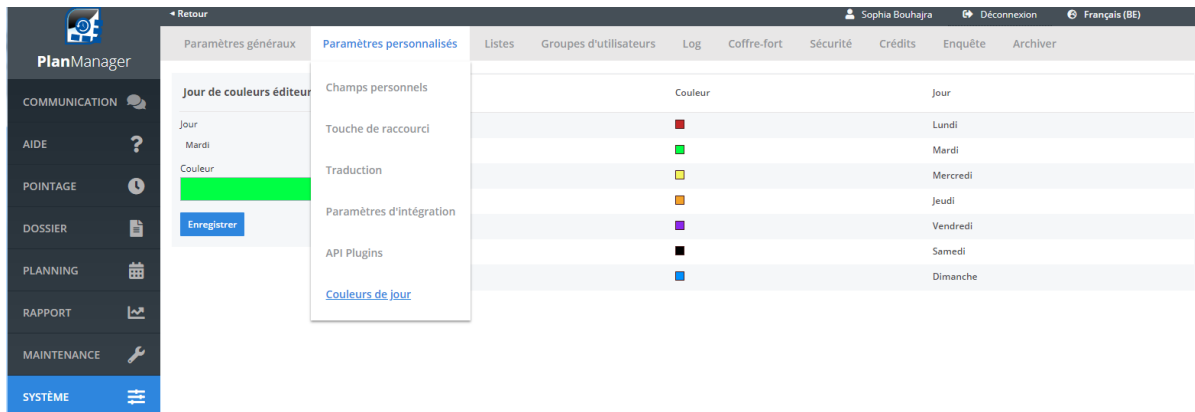 ◂ Retour
Sophia Bouhajra
Déconnexion
Français (BE)
PlanManager
Paramètres généraux
Paramètres personnalisés
Listes
Groupes d'utilisateurs
Log
Coffre-fort
Sécurité
Crédits
Enquête
Archiver
COMMUNICATION
AIDE
POINTAGE
DOSSIER
PLANNING
RAPPORT
MAINTENANCE
SYSTÈME
Jour de couleurs éditeur
Jour
Mardi
Couleur
Enregistrer
Champs personnels
Touche de raccourci
Traduction
Paramètres d'intégration
API Plugins
Couleurs de jour
Couleur Jour
Lundi
Mardi
Mercredi
Jeudi
Vendredi
Samedi
Dimanche